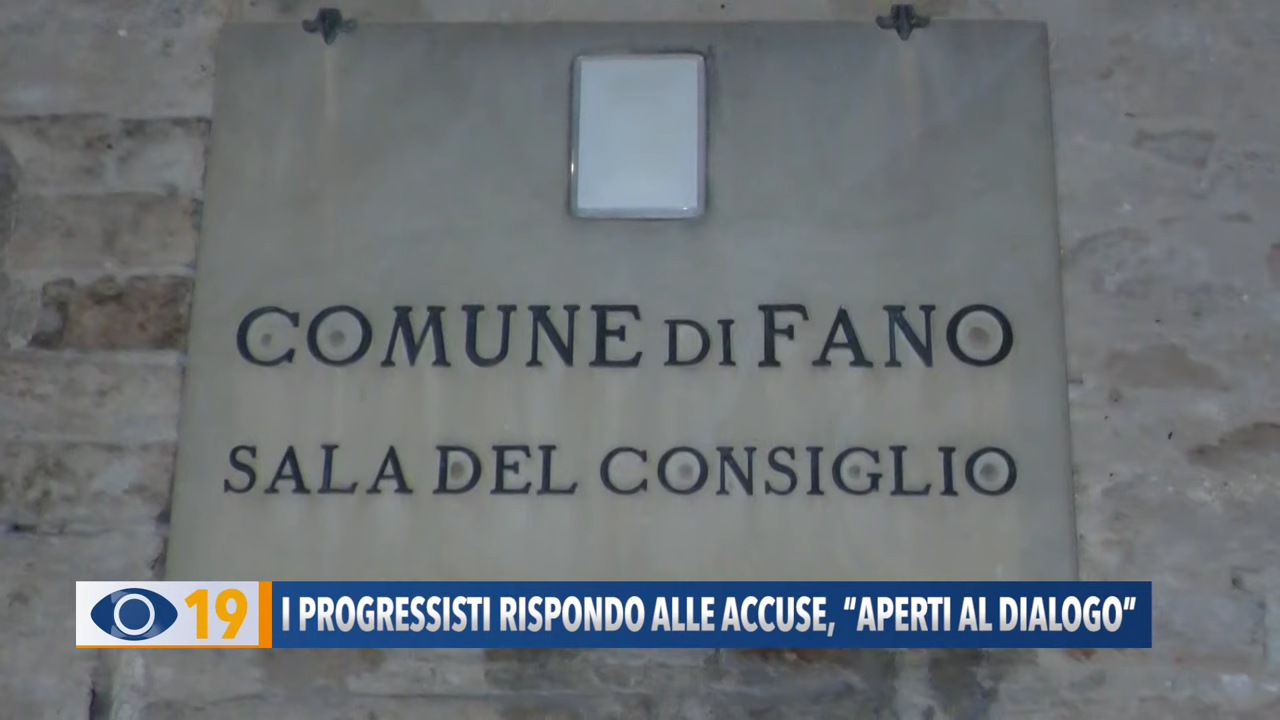 COMUNE DI FANO
SALA DEL CONSIGLIO
19 I PROGRESSISTI RISPONDO ALLE ACCUSE, “APERTI AL DIALOGO”